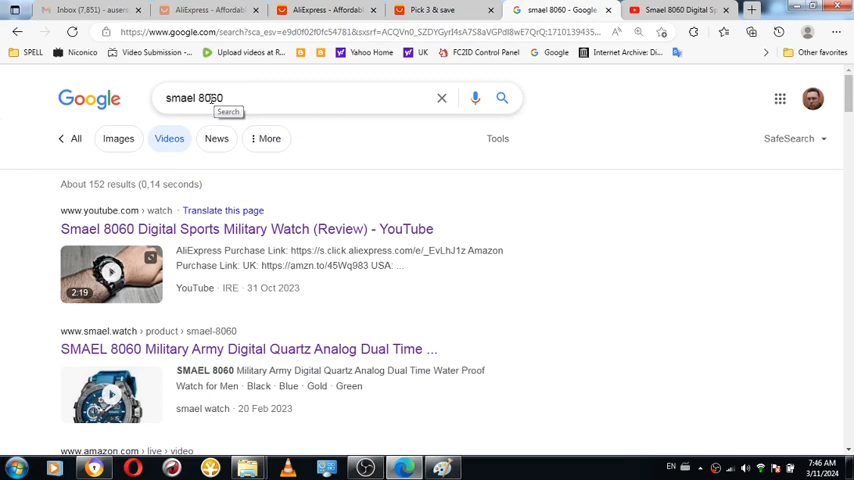 Inbox (7,851) - ausers
AliExpress - Affordab
AliExpress - Affordab
Pick 3 & save
smael 8060 - Google
Smael 8060 Digital Sp
https://www.google.com/search?sca_esv=e9d0f02f0fc54781&sxsrf=ACQVn0_SZDYGyrI4sA7S8aVGPdI8wE7QrQ:1710139435...
SPELL
Niconico
Video Submission -...
Upload videos at R...
Yahoo Home
UK
FC2ID Control Panel
Google
Internet Archive: Di...
Other favorites
Google
smael 8060
Search
All
Images
Videos
News
More
Tools
SafeSearch
About 152 results (0,14 seconds)
www.youtube.com › watch · Translate this page
Smael 8060 Digital Sports Military Watch (Review) - YouTube
AliExpress Purchase Link: https://s.click.aliexpress.com/e/_EvLhJ1z Amazon
Purchase Link: UK: https://amzn.to/45Wq983 USA: ...
2:19
YouTube · IRE · 31 Oct 2023
www.smael.watch › product › smael-8060
SMAEL 8060 Military Army Digital Quartz Analog Dual Time ...
SMAEL 8060 Military Army Digital Quartz Analog Dual Time Water Proof
Watch for Men · Black · Blue · Gold · Green
smael watch · 20 Feb 2023
www.amazon.com › live › video
EN
7:46 AM
3/11/2024